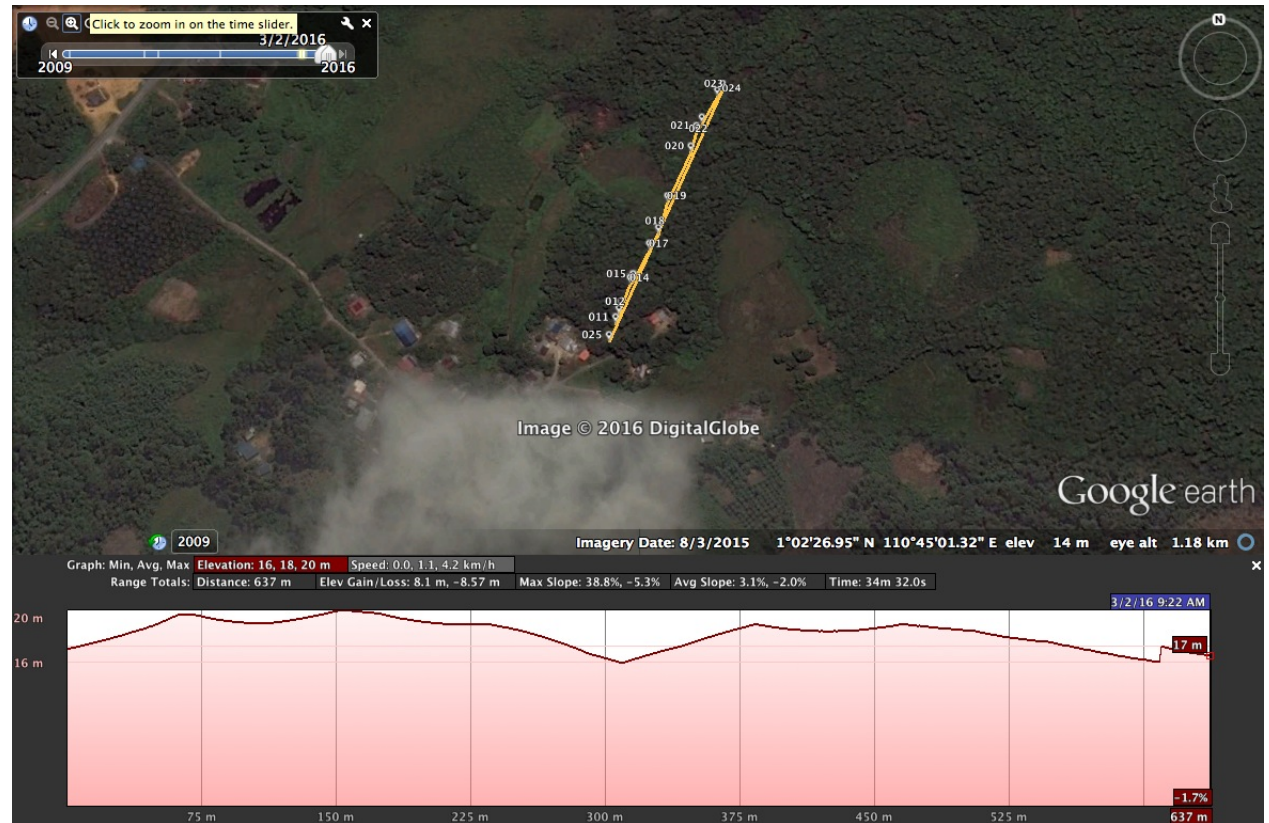 Click to zoom in on the time slider.
3/2/2016
2009 2016
N
023 024
021 022
020
019
018
017
015 014
012
011
025
Image © 2016 DigitalGlobe
Google earth
2009
Imagery Date: 8/3/2015 1°02'26.95" N 110°45'01.32" E elev 14 m eye alt 1.18 km
Graph: Min, Avg, Max Elevation: 16, 18, 20 m Speed: 0.0, 1.1, 4.2 km/h
Range Totals: Distance: 637 m Elev Gain/Loss: 8.1 m, -8.57 m Max Slope: 38.8%, -5.3% Avg Slope: 3.1%, -2.0% Time: 34m 32.0s
3/2/16 9:22 AM
20 m
17 m
16 m
-1.7%
75 m 150 m 225 m 300 m 375 m 450 m 525 m 637 m